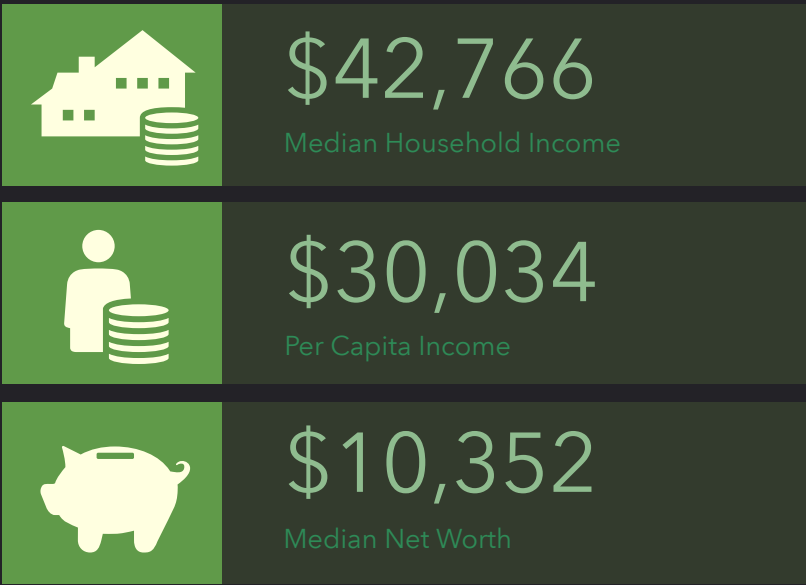 $42,766
Median Household Income
$30,034
Per Capita Income
$10,352
Median Net Worth